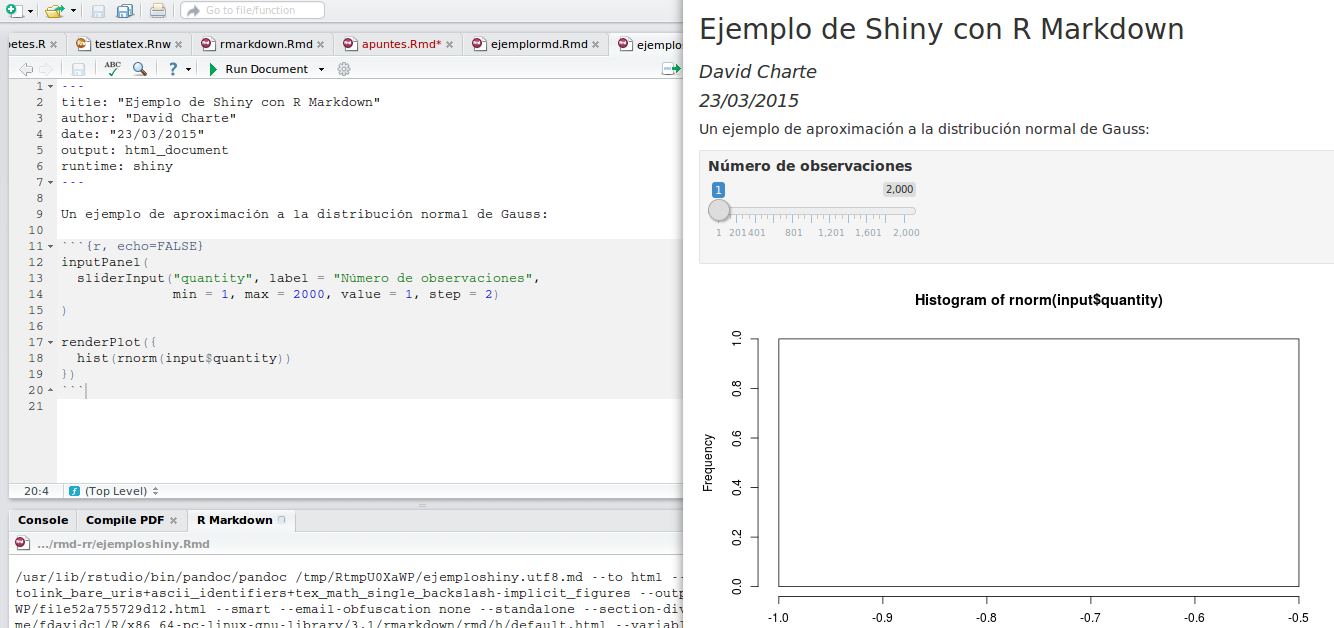 Go to file/function
betes.R
testlatex.Rnw
rmarkdown.Rmd
apuntes.Rmd*
ejemplormd.Rmd
ejemplo
ABC
?
Run Document
1 ---
2 title: "Ejemplo de Shiny con R Markdown"
3 author: "David Charte"
4 date: "23/03/2015"
5 output: html_document
6 runtime: shiny
7 ---
8
9 Un ejemplo de aproximación a la distribución normal de Gauss:
10
11 ```{r, echo=FALSE}
12 inputPanel(
13   sliderInput("quantity", label = "Número de observaciones",
14               min = 1, max = 2000, value = 1, step = 2)
15 )
16
17 renderPlot({
18   hist(rnorm(input$quantity))
19 })
20 ```
21
20:4 (Top Level)
Console
Compile PDF
R Markdown
.../rmd-rr/ejemploshiny.Rmd
/usr/lib/rstudio/bin/pandoc/pandoc /tmp/RtmpU0XaWP/ejemploshiny.utf8.md --to html --
tolink_bare_uris+ascii_identifiers+tex_math_single_backslash-implicit_figures --outp
WP/file52a755729d12.html --smart --email-obfuscation none --standalone --section-div
me/fdavidcl/R/x86_64-pc-linux-gnu-library/3.1/rmarkdown/rmd/h/default.html --variabl
Ejemplo de Shiny con R Markdown
David Charte
23/03/2015
Un ejemplo de aproximación a la distribución normal de Gauss:
Número de observaciones
1 2,000
1 201 401 801 1,201 1,601 2,000
Histogram of rnorm(input$quantity)
Frequency
1.0
0.8
0.6
0.4
0.2
0.0
-1.0 -0.9 -0.8 -0.7 -0.6 -0.5